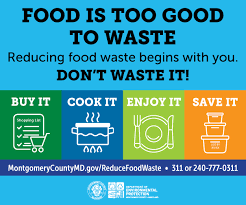 FOOD IS TOO GOOD
TO WASTE
Reducing food waste begins with you.
DON'T WASTE IT!
BUY IT
COOK IT
ENJOY IT
SAVE IT
Shopping List
MontgomeryCountyMD.gov/ReduceFoodWaste • 311 or 240-777-0311
DEPARTMENT OF
ENVIRONMENTAL
PROTECTION